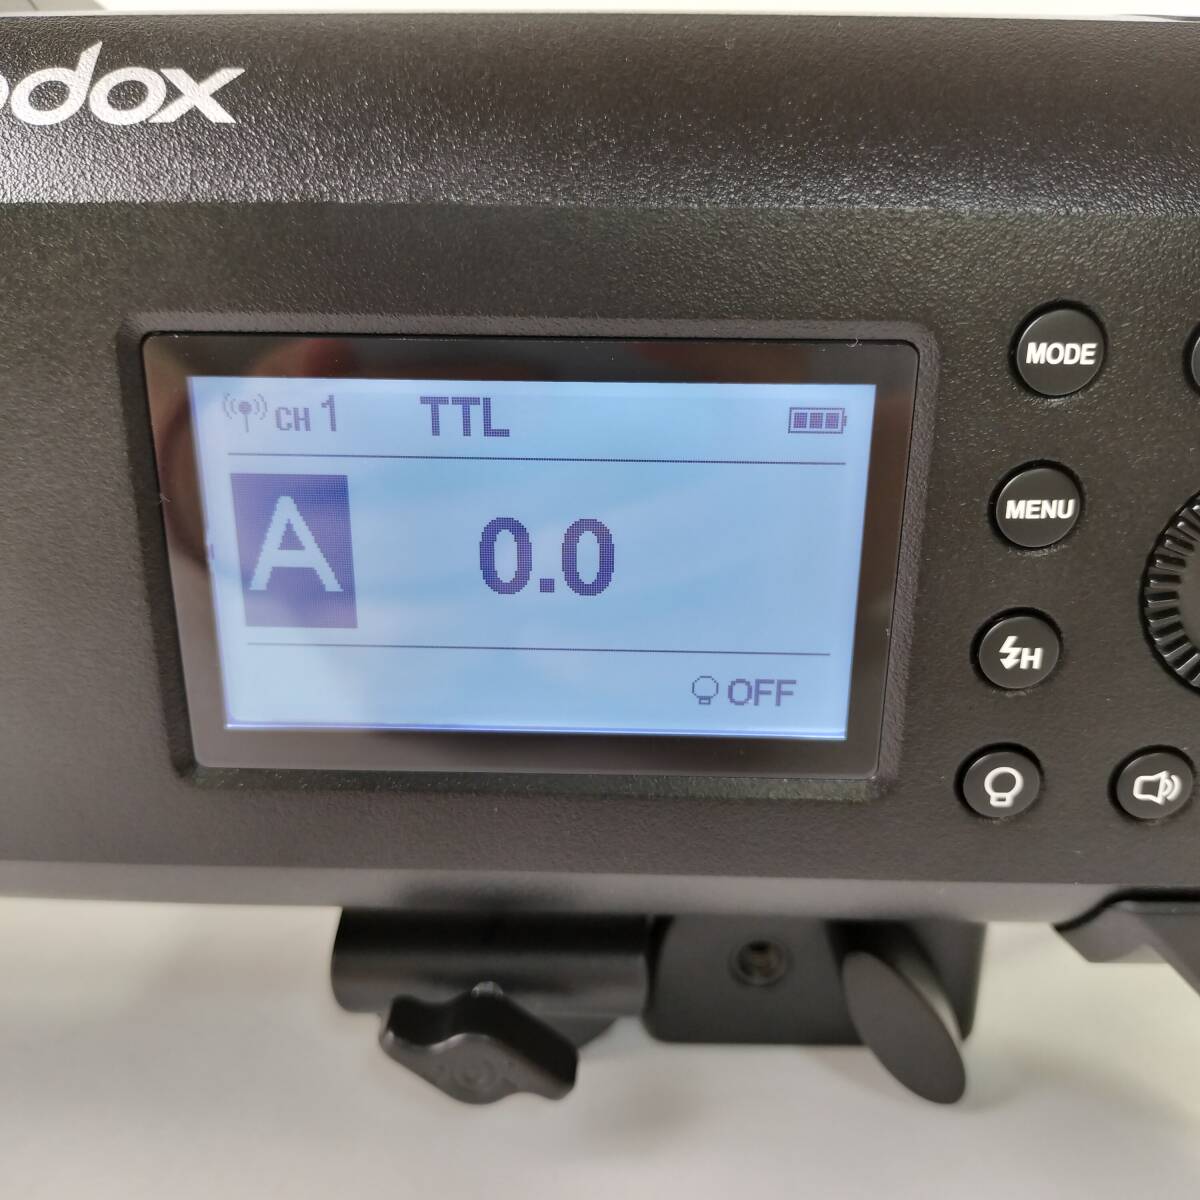 odox
CH 1 TTL
A 0.0
OFF
MODE
MENU
H